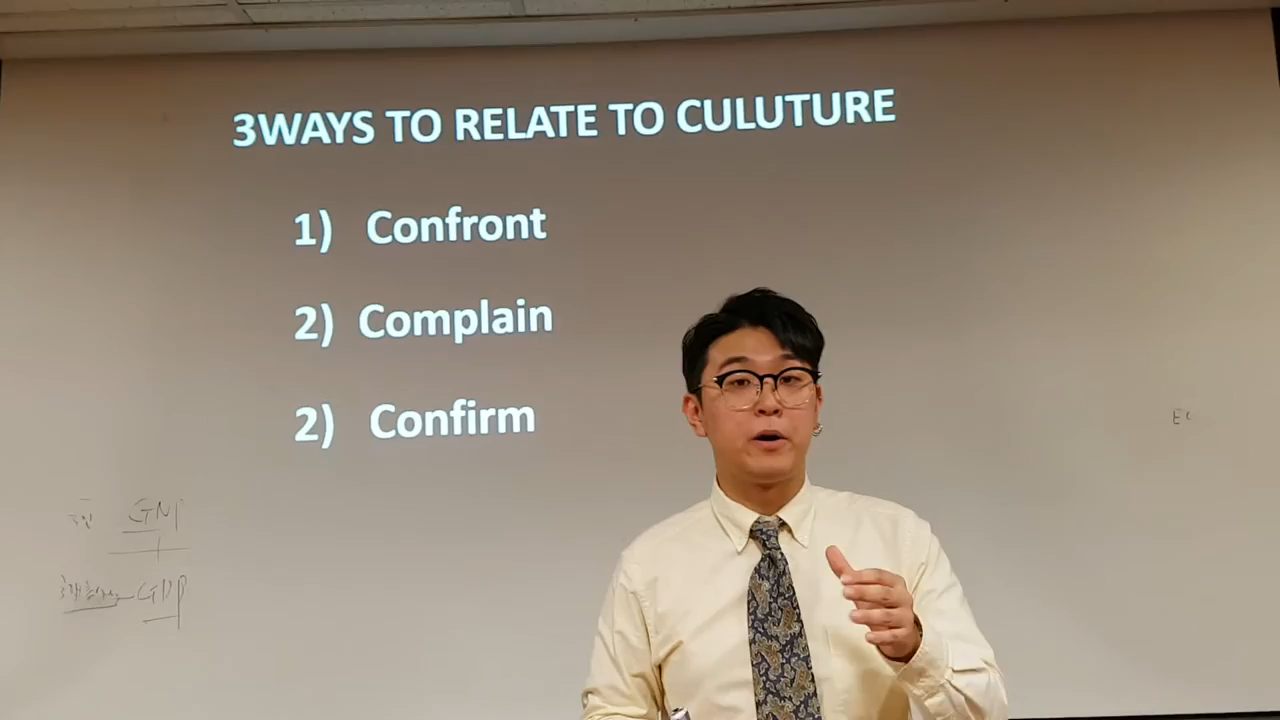 3WAYS TO RELATE TO CULUTURE
1) Confront
2) Complain
2) Confirm
GNP
GDP